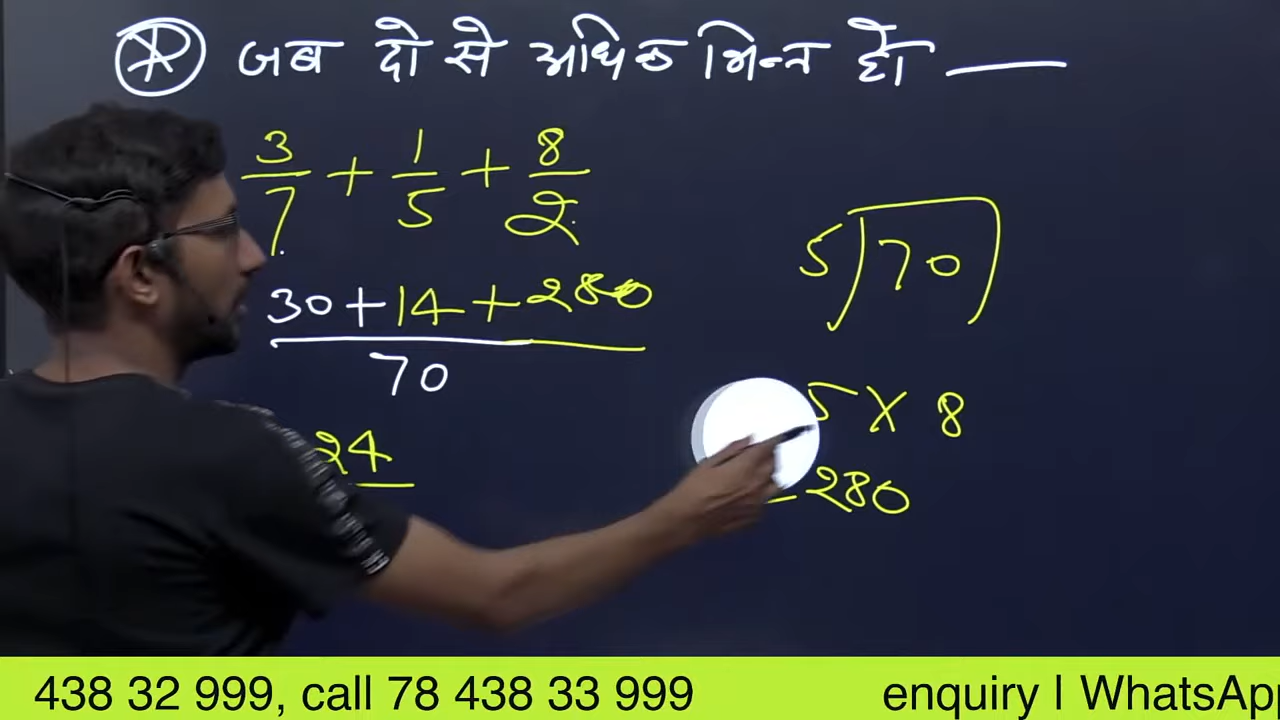 जब दो से अधिक भिन्न हों —
3/7 + 1/5 + 8/2
30+14+280
70
24
5)70(
5 × 8
= 280
438 32 999, call 78 438 33 999 enquiry I WhatsApp